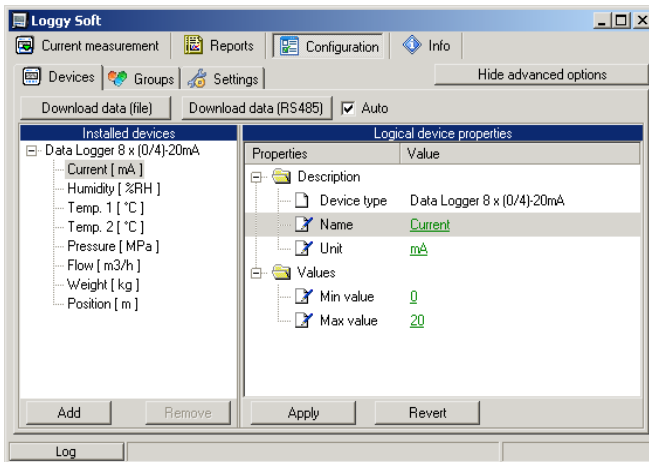 Loggy Soft
Current measurement Reports Configuration Info
Devices Groups Settings Hide advanced options
Download data (file) Download data (RS485) Auto
Installed devices
Data Logger 8 x (0/4)-20mA
Current [ mA ]
Humidity [ %RH ]
Temp. 1 [ °C ]
Temp. 2 [ °C ]
Pressure [ MPa ]
Flow [ m3/h ]
Weight [ kg ]
Position [ m ]
Add Remove
Logical device properties
Properties Value
Description
Device type Data Logger 8 x (0/4)-20mA
Name Current
Unit mA
Values
Min value 0
Max value 20
Apply Revert
Log